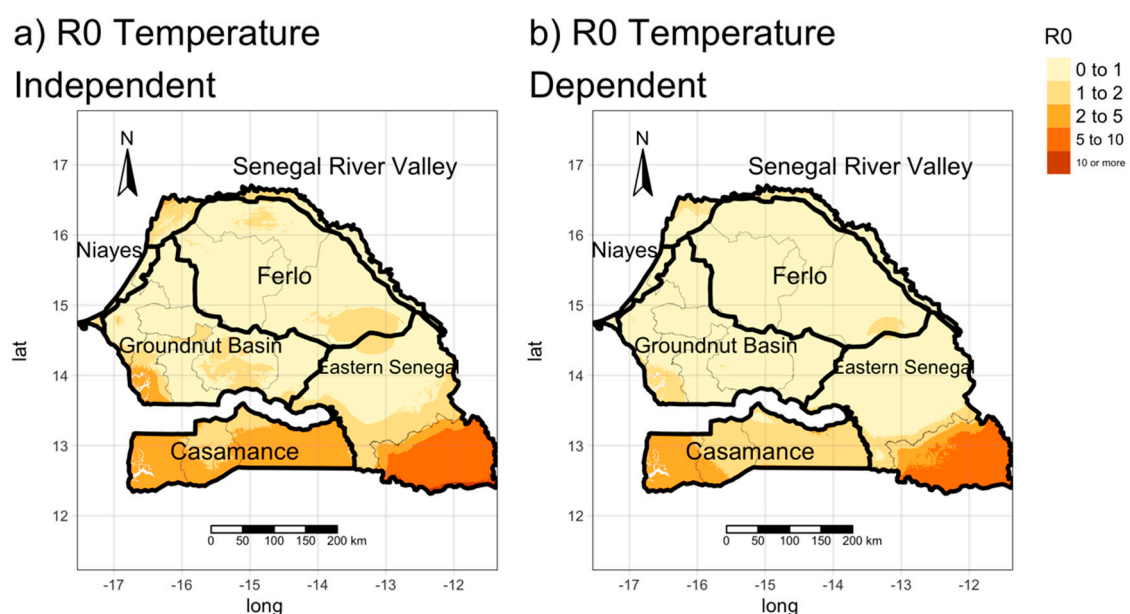 a) R0 Temperature
Independent
N
17
16
15
14
13
12
lat
Senegal River Valley
Niayes
Ferlo
Groundnut Basin
Eastern Senegal
Casamance
0 50 100 150 200 km
-17 -16 -15 -14 -13 -12
long
b) R0 Temperature
Dependent
N
17
16
15
14
13
12
lat
Senegal River Valley
Niayes
Ferlo
Groundnut Basin
Eastern Senegal
Casamance
0 50 100 150 200 km
-17 -16 -15 -14 -13 -12
long
R0
0 to 1
1 to 2
2 to 5
5 to 10
10 or more